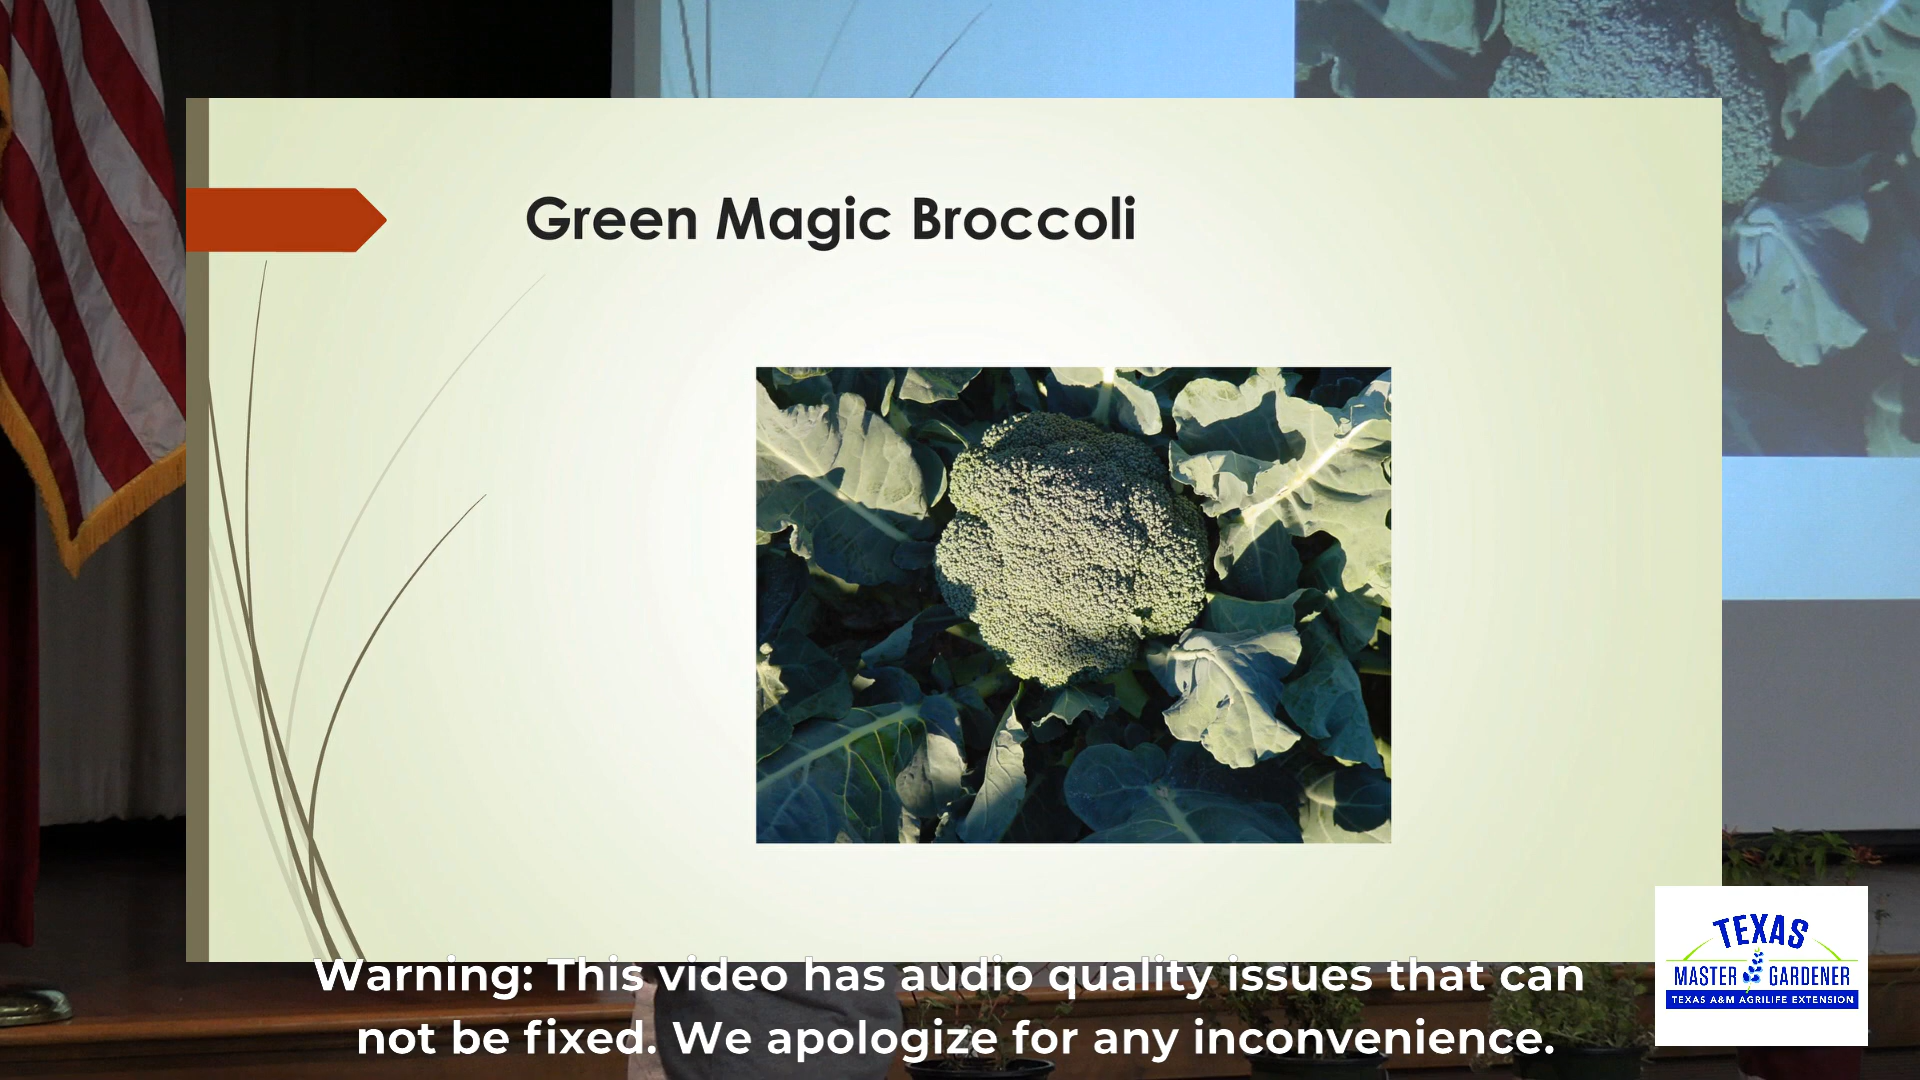 Green Magic Broccoli
Warning: This video has audio quality issues that can
not be fixed. We apologize for any inconvenience.
TEXAS
MASTER GARDENER
TEXAS A&M AGRILIFE EXTENSION